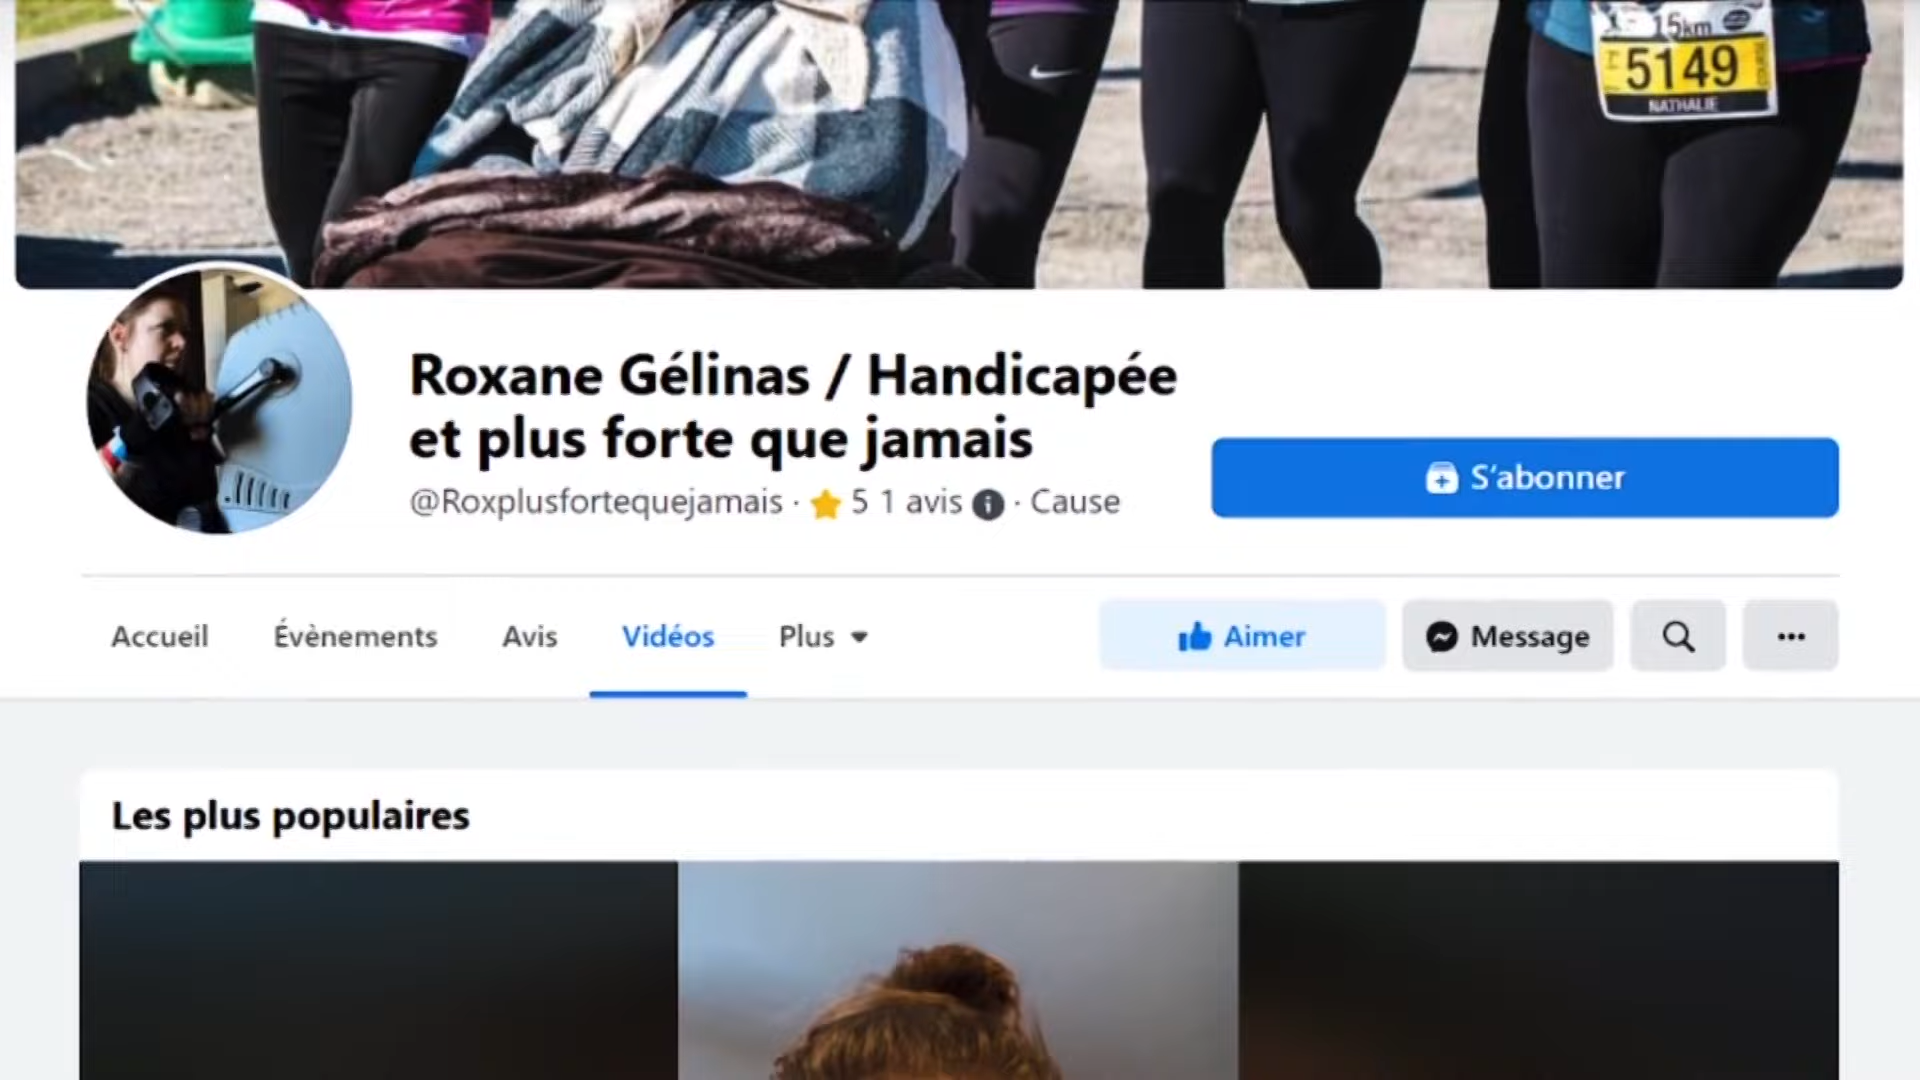 15km
5149
NATHALIE
Roxane Gélinas / Handicapée
et plus forte que jamais
@Roxplusfortequejamais · 5 1 avis · Cause
S'abonner
Accueil
Évènements
Avis
Vidéos
Plus
Aimer
Message
Les plus populaires